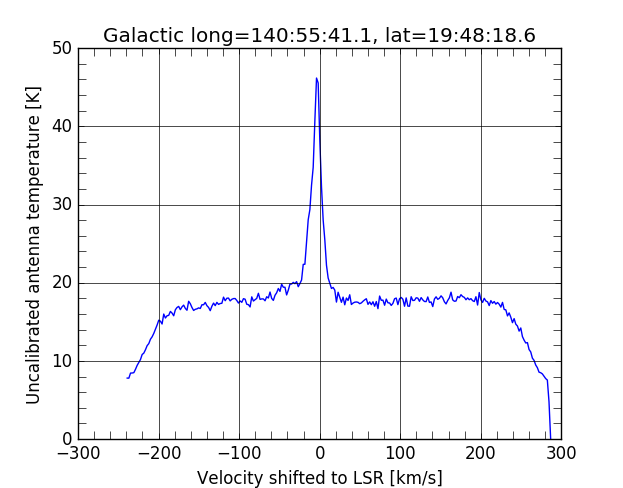 Galactic long=140:55:41.1, lat=19:48:18.6
Uncalibrated antenna temperature [K]
50
40
30
20
10
0
−300 −200 −100 0 100 200 300
Velocity shifted to LSR [km/s]